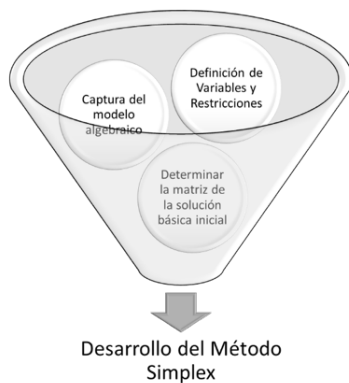 Captura del
modelo
algebraico
Definición de
Variables y
Restricciones
Determinar
la matriz de
la solución
básica inicial
Desarrollo del Método
Simplex